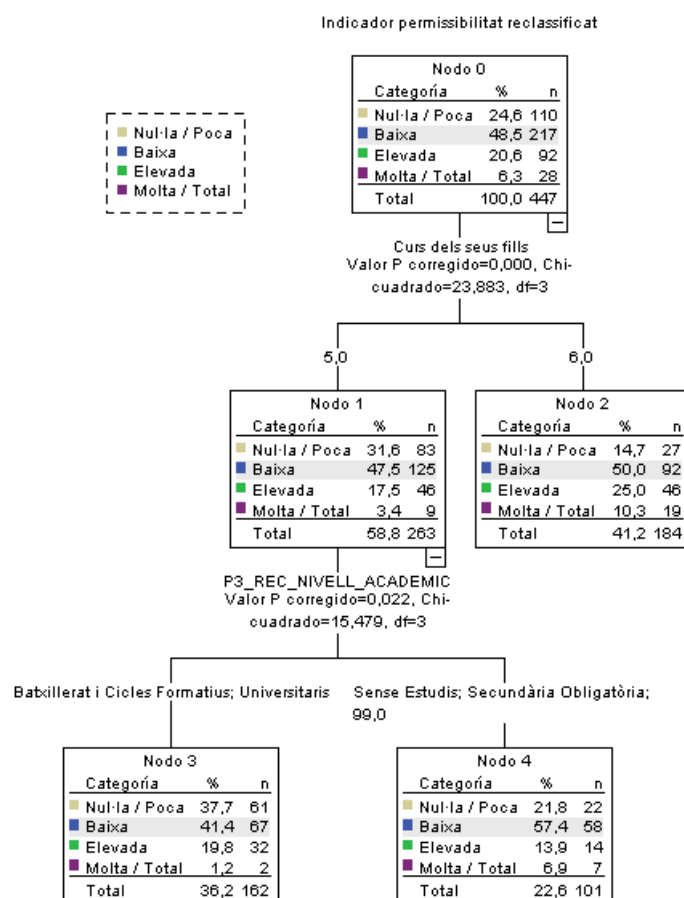 Indicador permissibilitat reclassificat
Nul·la / Poca
Baixa
Elevada
Molta / Total
Nodo 0
Categoría % n
Nul·la / Poca 24,6 110
Baixa 48,5 217
Elevada 20,6 92
Molta / Total 6,3 28
Total 100,0 447
Curs dels seus fills
Valor P corregido=0,000, Chi-
cuadrado=23,883, df=3
5,0
6,0
Nodo 1
Categoría % n
Nul·la / Poca 31,6 83
Baixa 47,5 125
Elevada 17,5 46
Molta / Total 3,4 9
Total 58,8 263
Nodo 2
Categoría % n
Nul·la / Poca 14,7 27
Baixa 50,0 92
Elevada 25,0 46
Molta / Total 10,3 19
Total 41,2 184
P3_REC_NIVELL_ACADEMIC
Valor P corregido=0,022, Chi-
cuadrado=15,479, df=3
Batxillerat i Cicles Formatius; Universitaris
Sense Estudis; Secundària Obligatòria;
99,0
Nodo 3
Categoría % n
Nul·la / Poca 37,7 61
Baixa 41,4 67
Elevada 19,8 32
Molta / Total 1,2 2
Total 36,2 162
Nodo 4
Categoría % n
Nul·la / Poca 21,8 22
Baixa 57,4 58
Elevada 13,9 14
Molta / Total 6,9 7
Total 22,6 101